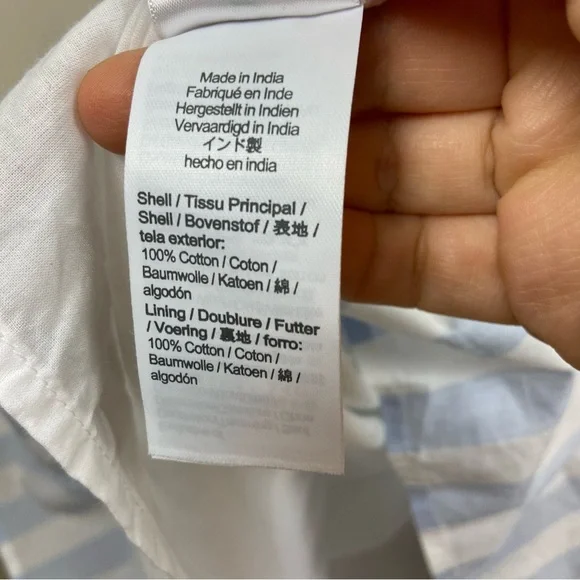 Made in India
Fabriqué en Inde
Hergestellt in Indien
Vervaardigd in India
インド製
hecho en india
Shell / Tissu Principal /
Shell / Bovenstof / 表地 /
tela exterior:
100% Cotton / Coton /
Baumwolle / Katoen / 綿 /
algodón
Lining / Doublure / Futter
/ Voering / 裏地 / forro:
100% Cotton / Coton /
Baumwolle / Katoen / 綿 /
algodón